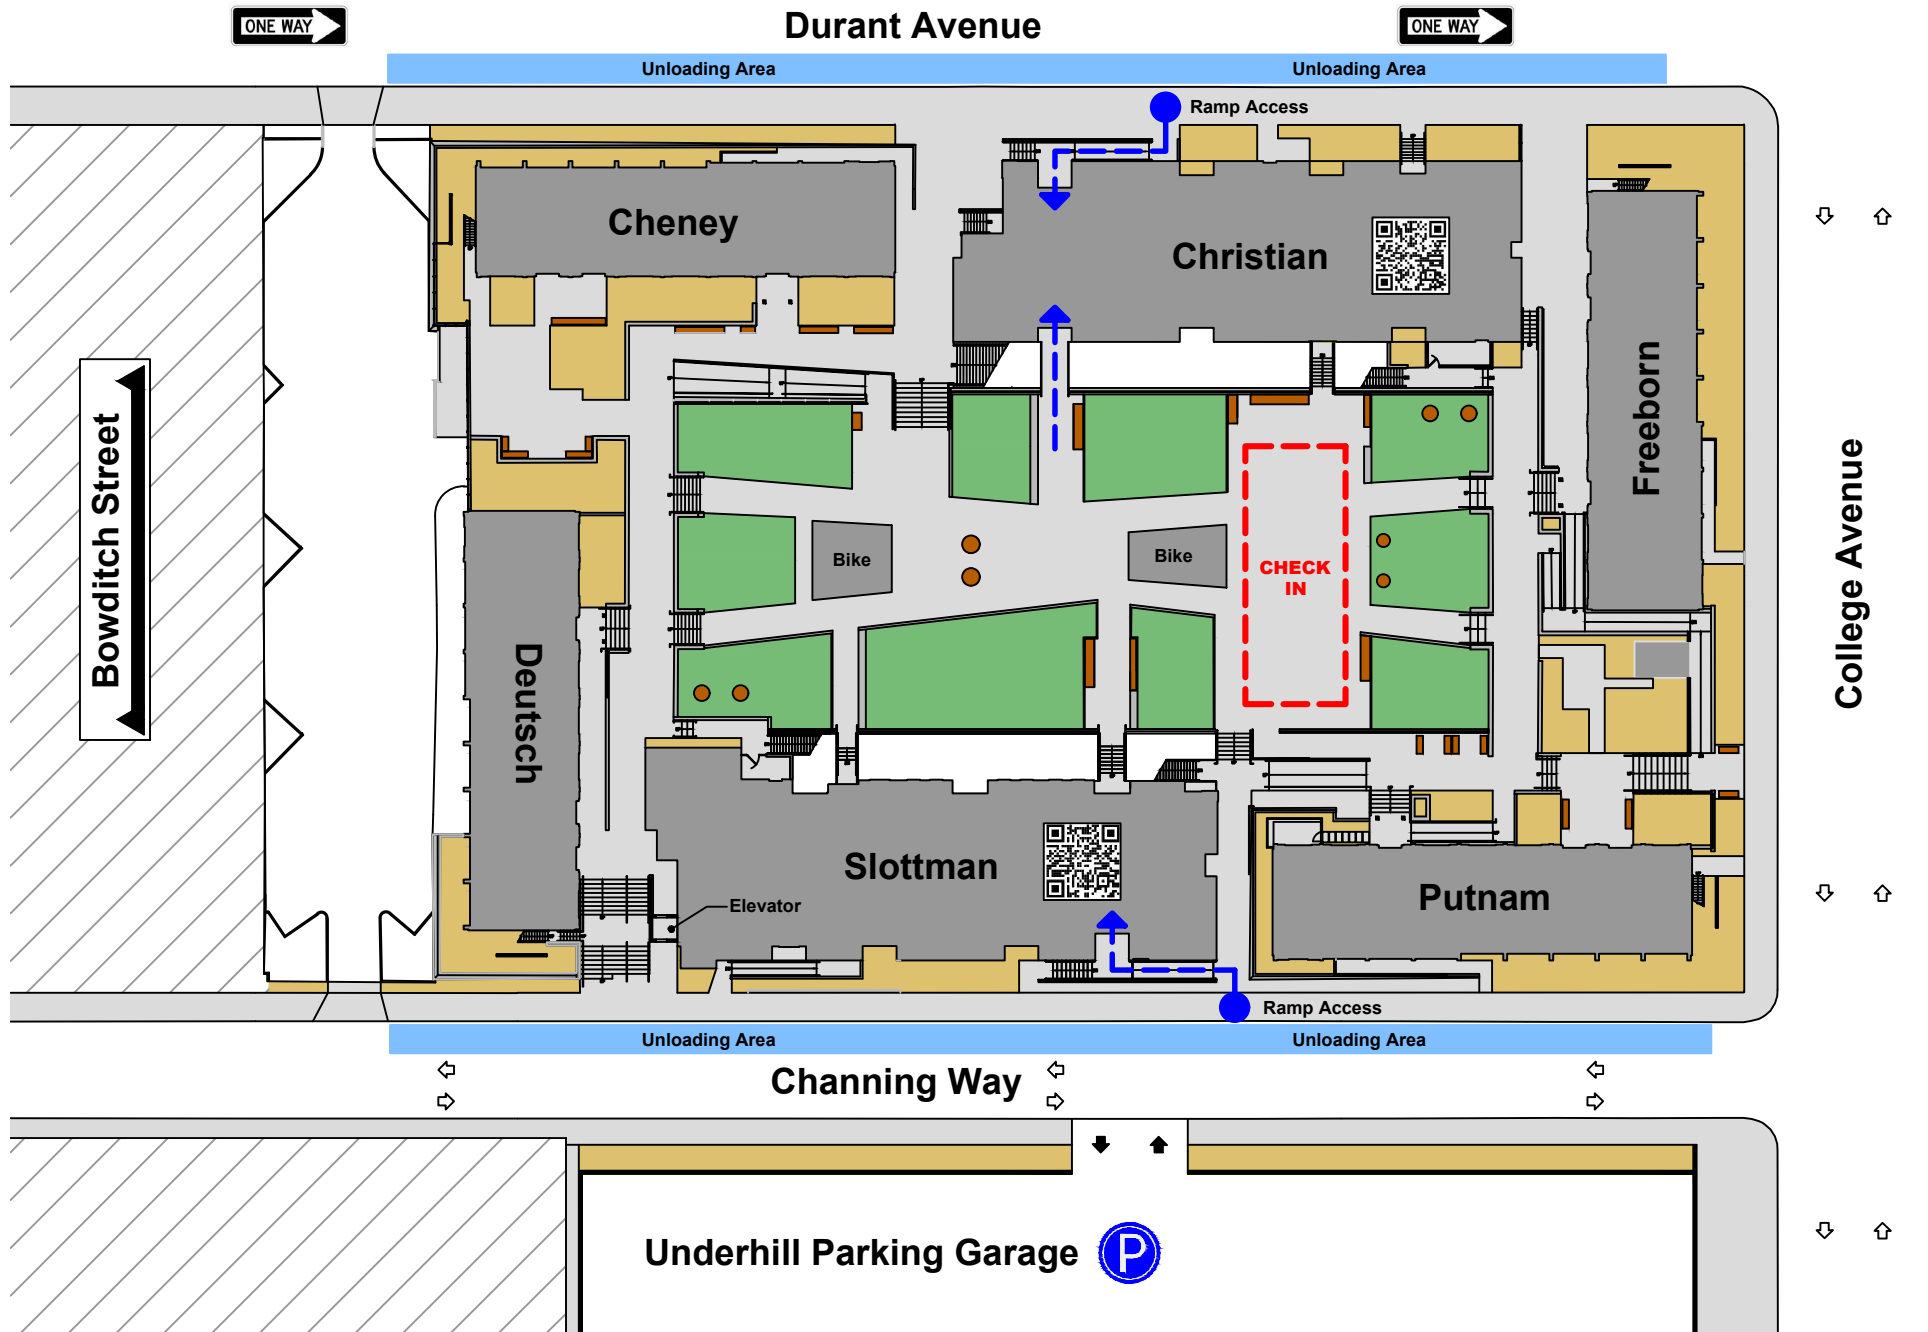 ONE WAY
Durant Avenue
ONE WAY
Unloading Area
Unloading Area
Ramp Access
Cheney
Christian
Freeborn
Bowditch Street
College Avenue
Bike
Bike
CHECK
IN
Deutsch
Slottman
Elevator
Putnam
Ramp Access
Unloading Area
Unloading Area
Channing Way
Underhill Parking Garage
P